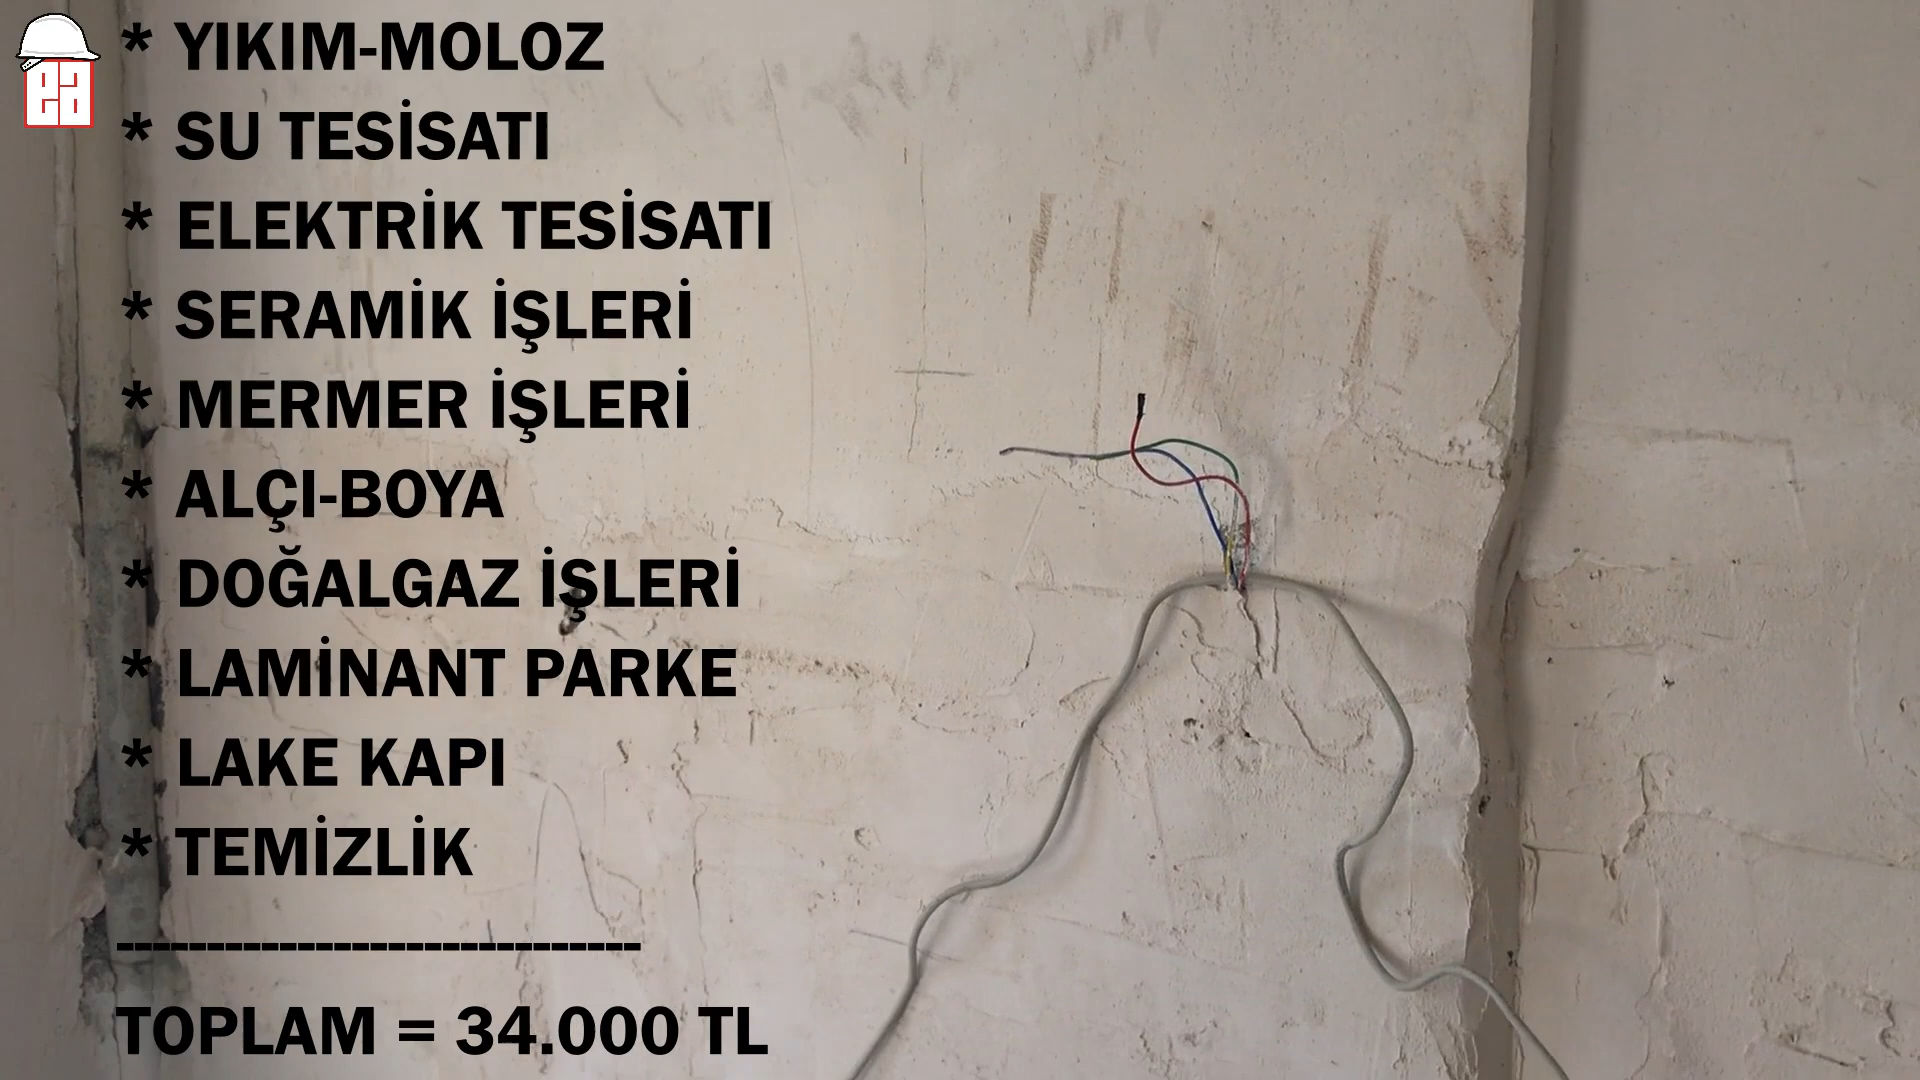 * YIKIM-MOLOZ
* SU TESİSATI
* ELEKTRİK TESİSATI
* SERAMİK İŞLERİ
* MERMER İŞLERİ
* ALÇI-BOYA
* DOĞALGAZ İŞLERİ
* LAMİNANT PARKE
* LAKE KAPI
* TEMİZLİK
-----------------------------
TOPLAM = 34.000 TL